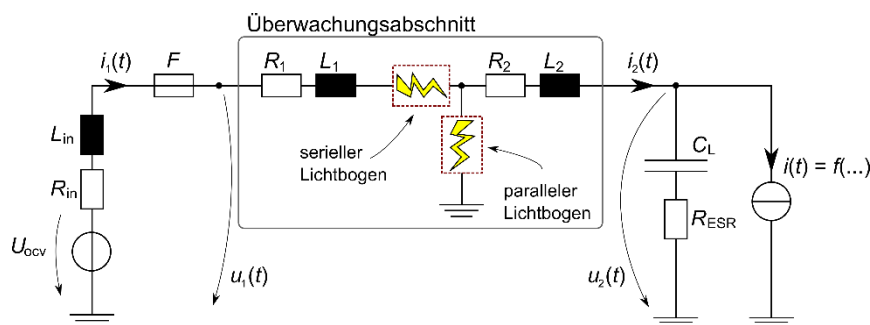 Überwachungsabschnitt
i₁(t)
F
R₁
L₁
R₂
L₂
i₂(t)
Lin
Rin
Uocv
u₁(t)
serieller
Lichtbogen
paralleler
Lichtbogen
u₂(t)
CL
RESR
i(t) = f(...)